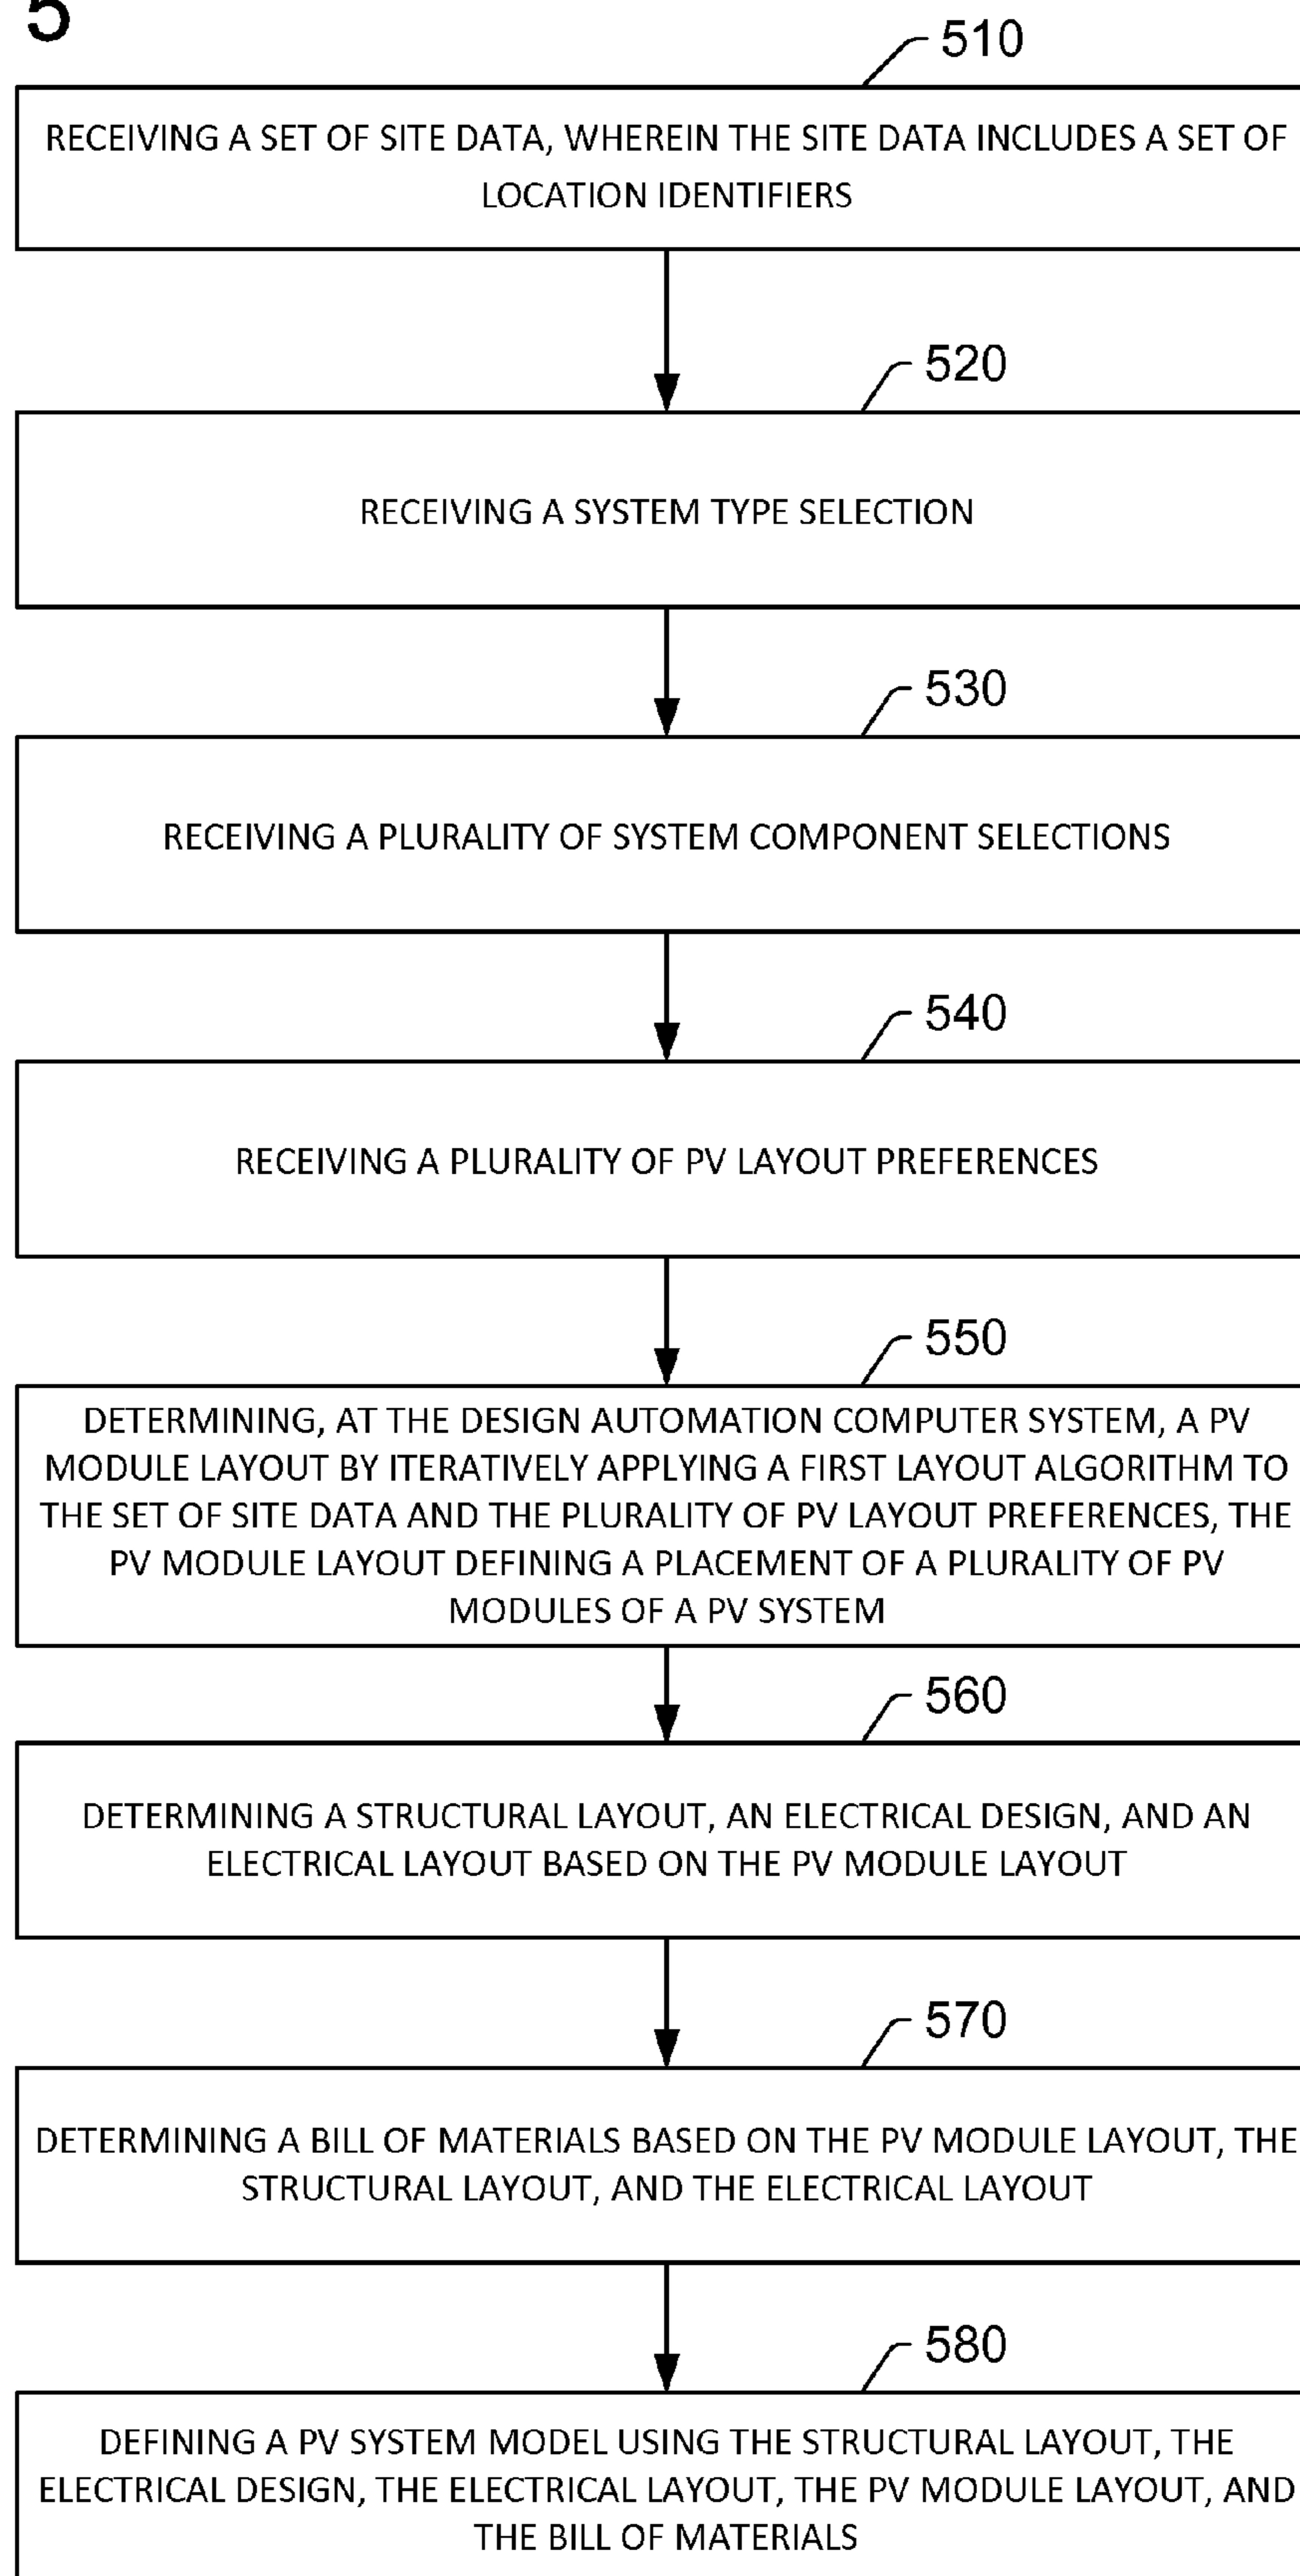 5
510
RECEIVING A SET OF SITE DATA, WHEREIN THE SITE DATA INCLUDES A SET OF
LOCATION IDENTIFIERS
520
RECEIVING A SYSTEM TYPE SELECTION
530
RECEIVING A PLURALITY OF SYSTEM COMPONENT SELECTIONS
540
RECEIVING A PLURALITY OF PV LAYOUT PREFERENCES
550
DETERMINING, AT THE DESIGN AUTOMATION COMPUTER SYSTEM, A PV
MODULE LAYOUT BY ITERATIVELY APPLYING A FIRST LAYOUT ALGORITHM TO
THE SET OF SITE DATA AND THE PLURALITY OF PV LAYOUT PREFERENCES, THE
PV MODULE LAYOUT DEFINING A PLACEMENT OF A PLURALITY OF PV
MODULES OF A PV SYSTEM
560
DETERMINING A STRUCTURAL LAYOUT, AN ELECTRICAL DESIGN, AND AN
ELECTRICAL LAYOUT BASED ON THE PV MODULE LAYOUT
570
DETERMINING A BILL OF MATERIALS BASED ON THE PV MODULE LAYOUT, THE
STRUCTURAL LAYOUT, AND THE ELECTRICAL LAYOUT
580
DEFINING A PV SYSTEM MODEL USING THE STRUCTURAL LAYOUT, THE
ELECTRICAL DESIGN, THE ELECTRICAL LAYOUT, THE PV MODULE LAYOUT, AND
THE BILL OF MATERIALS